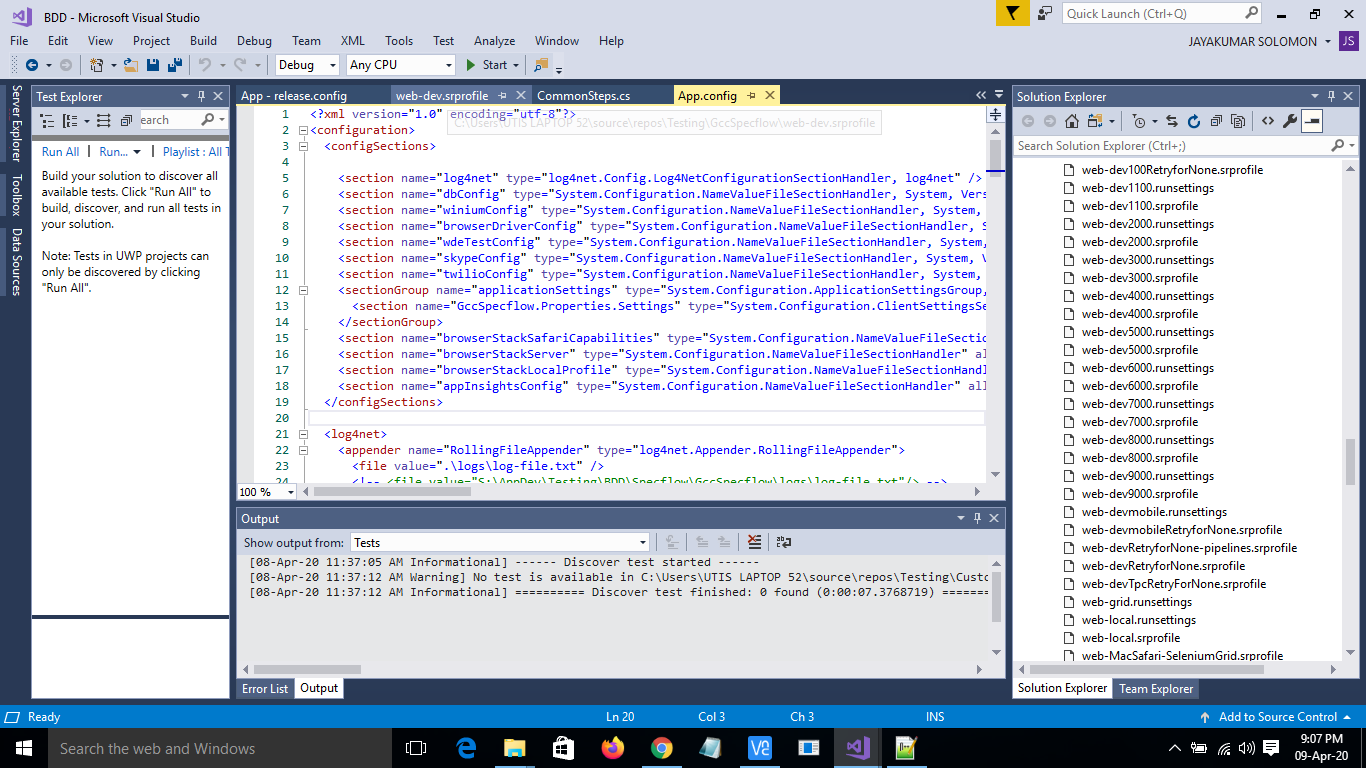 BDD - Microsoft Visual Studio
Quick Launch (Ctrl+Q)
File Edit View Project Build Debug Team XML Tools Test Analyze Window Help
JAYAKUMAR SOLOMON JS
Debug Any CPU Start
Server Explorer
Toolbox
Data Sources
Test Explorer
earch
Run All Run... Playlist : All T
Build your solution to discover all
available tests. Click "Run All" to
build, discover, and run all tests in
your solution.
Note: Tests in UWP projects can
only be discovered by clicking
"Run All".
App - release.config web-dev.srprofile CommonSteps.cs App.config
C:\Users\UTIS LAPTOP 52\source\repos\Testing\GccSpecflow\web-dev.srprofile
1 <?xml version="1.0" encoding="utf-8"?>
2 <configuration>
3 <configSections>
4
5 <section name="log4net" type="log4net.Config.Log4NetConfigurationSectionHandler, log4net" />
6 <section name="dbConfig" type="System.Configuration.NameValueFileSectionHandler, System, Vers
7 <section name="winiumConfig" type="System.Configuration.NameValueFileSectionHandler, System,
8 <section name="browserDriverConfig" type="System.Configuration.NameValueFileSectionHandler, S
9 <section name="wdeTestConfig" type="System.Configuration.NameValueFileSectionHandler, System,
10 <section name="skypeConfig" type="System.Configuration.NameValueFileSectionHandler, System, V
11 <section name="twilioConfig" type="System.Configuration.NameValueFileSectionHandler, System,
12 <sectionGroup name="applicationSettings" type="System.Configuration.ApplicationSettingsGroup,
13 <section name="GccSpecflow.Properties.Settings" type="System.Configuration.ClientSettingsSe
14 </sectionGroup>
15 <section name="browserStackSafariCapabilities" type="System.Configuration.NameValueFileSectio
16 <section name="browserStackServer" type="System.Configuration.NameValueFileSectionHandler" al
17 <section name="browserStackLocalProfile" type="System.Configuration.NameValueFileSectionHandl
18 <section name="appInsightsConfig" type="System.Configuration.NameValueFileSectionHandler" all
19 </configSections>
20
21 <log4net>
22 <appender name="RollingFileAppender" type="log4net.Appender.RollingFileAppender">
23 <file value=".\logs\log-file.txt" />
24 <!-- <file value="S:\AppDev\Testing\BDD\Specflow\GccSpecflow\logs\log-file.txt"/> -->
100 %
Output
Show output from: Tests
[08-Apr-20 11:37:05 AM Informational] ------ Discover test started ------
[08-Apr-20 11:37:12 AM Warning] No test is available in C:\Users\UTIS LAPTOP 52\source\repos\Testing\Custo
[08-Apr-20 11:37:12 AM Informational] ========== Discover test finished: 0 found (0:00:07.3768719) =======
Error List Output
Solution Explorer
Search Solution Explorer (Ctrl+;)
web-dev100RetryforNone.srprofile
web-dev1100.runsettings
web-dev1100.srprofile
web-dev2000.runsettings
web-dev2000.srprofile
web-dev3000.runsettings
web-dev3000.srprofile
web-dev4000.runsettings
web-dev4000.srprofile
web-dev5000.runsettings
web-dev5000.srprofile
web-dev6000.runsettings
web-dev6000.srprofile
web-dev7000.runsettings
web-dev7000.srprofile
web-dev8000.runsettings
web-dev8000.srprofile
web-dev9000.runsettings
web-dev9000.srprofile
web-devmobile.runsettings
web-devmobileRetryforNone.srprofile
web-devRetryforNone-pipelines.srprofile
web-devRetryforNone.srprofile
web-devTpcRetryForNone.srprofile
web-grid.runsettings
web-local.runsettings
web-local.srprofile
web-MacSafari-SeleniumGrid.srprofile
Solution Explorer Team Explorer
Ready Ln 20 Col 3 Ch 3 INS Add to Source Control
Search the web and Windows
9:07 PM
09-Apr-20